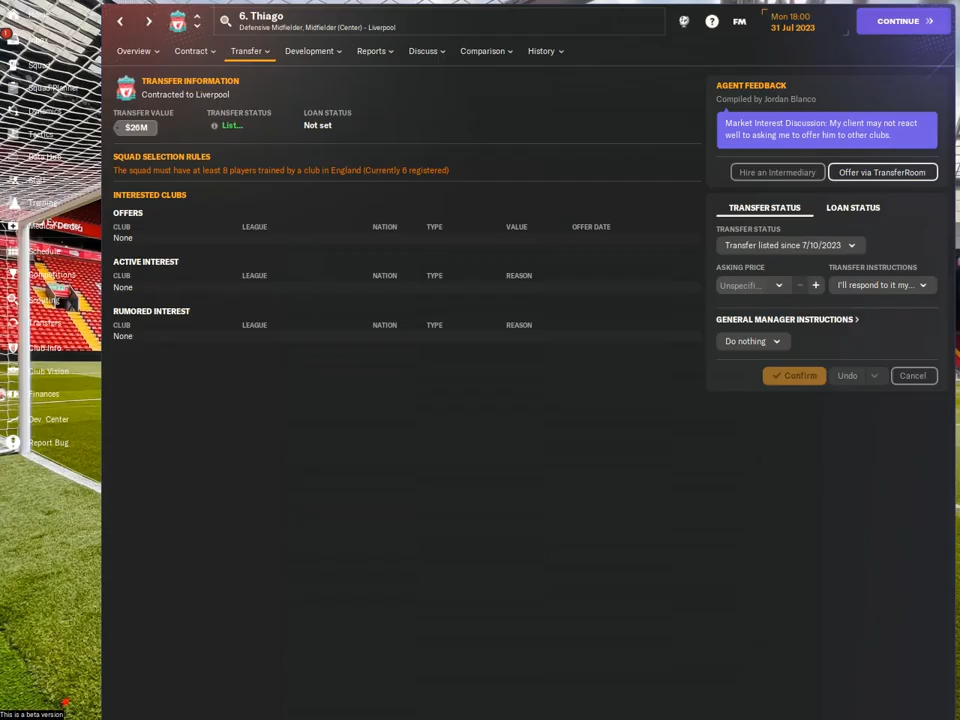 6. Thiago
Defensive Midfielder, Midfielder (Center) - Liverpool
? FM
Mon 18:00
31 Jul 2023
CONTINUE
Overview Contract Transfer Development Reports Discuss Comparison History
1
Squad
Squad Planner
Training
Medical Center
Schedule
Competitions
Scouting
Transfers
Club Info
Club Vision
Finances
Dev. Center
Report Bug
This is a beta version
TRANSFER INFORMATION
Contracted to Liverpool
TRANSFER VALUE TRANSFER STATUS LOAN STATUS
$26M List... Not set
SQUAD SELECTION RULES
The squad must have at least 8 players trained by a club in England (Currently 6 registered)
INTERESTED CLUBS
OFFERS
CLUB LEAGUE NATION TYPE VALUE OFFER DATE
None
ACTIVE INTEREST
CLUB LEAGUE NATION TYPE REASON
None
RUMORED INTEREST
CLUB LEAGUE NATION TYPE REASON
None
AGENT FEEDBACK
Compiled by Jordan Blanco
Market Interest Discussion: My client may not react
well to asking me to offer him to other clubs.
Hire an Intermediary Offer via TransferRoom
TRANSFER STATUS LOAN STATUS
TRANSFER STATUS
Transfer listed since 7/10/2023
ASKING PRICE TRANSFER INSTRUCTIONS
Unspecifi... - + I'll respond to it my...
GENERAL MANAGER INSTRUCTIONS >
Do nothing
Confirm Undo Cancel